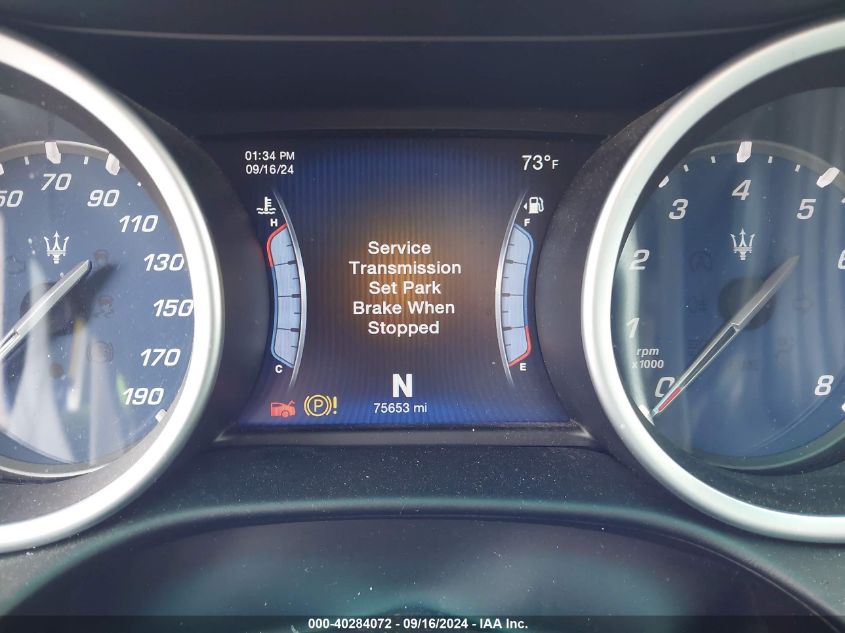 01:34 PM
09/16/24
73°F
H
F
Service
Transmission
Set Park
Brake When
Stopped
C
E
N
P !
75653 mi
50
70
90
110
130
150
170
190
0
1
2
3
4
5
6
8
rpm
x1000
000-40284072 - 09/16/2024 - IAA Inc.